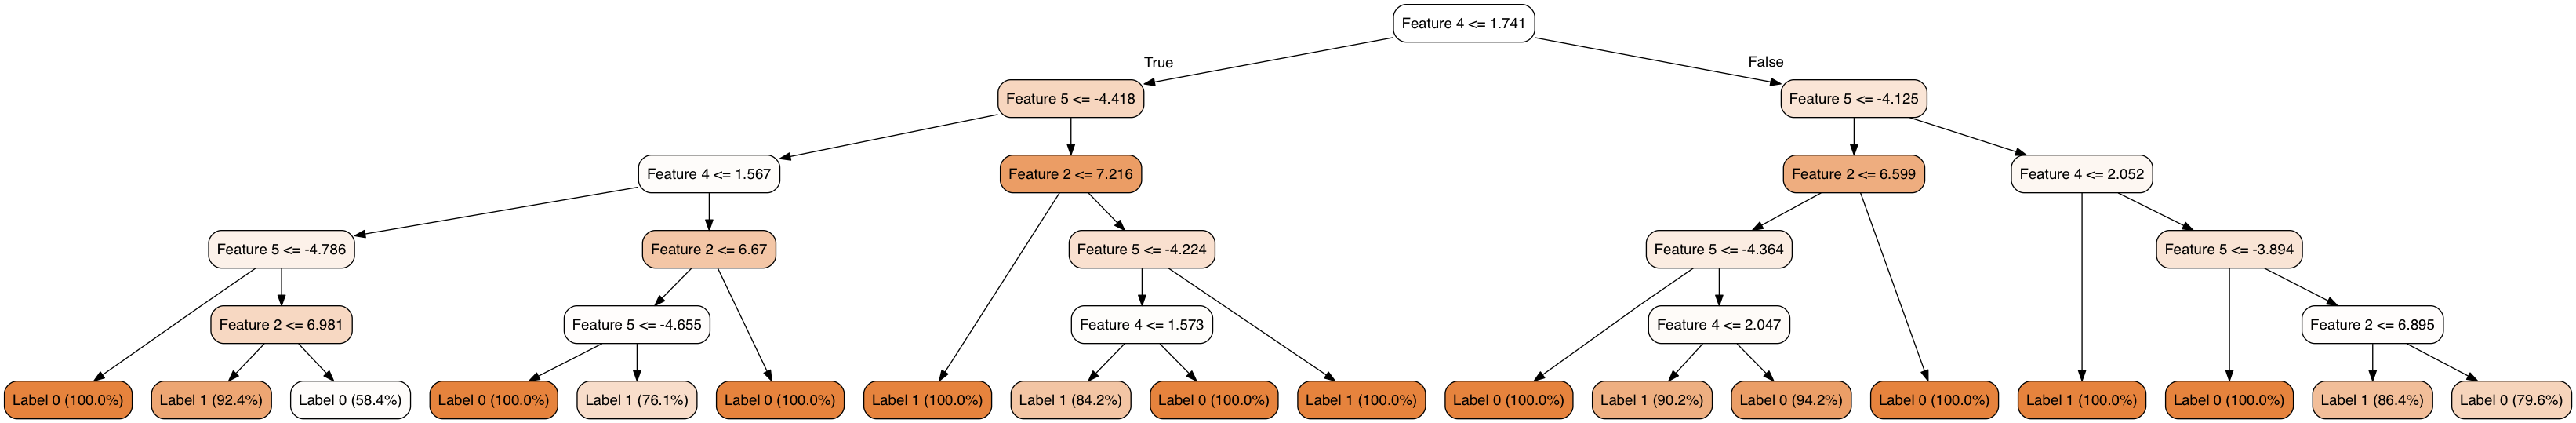 Feature 4 <= 1.741
True
False
Feature 5 <= -4.418
Feature 5 <= -4.125
Feature 4 <= 1.567
Feature 2 <= 7.216
Feature 2 <= 6.599
Feature 4 <= 2.052
Feature 5 <= -4.786
Feature 2 <= 6.67
Feature 5 <= -4.224
Feature 5 <= -4.364
Feature 5 <= -3.894
Feature 2 <= 6.981
Feature 5 <= -4.655
Feature 4 <= 1.573
Feature 4 <= 2.047
Feature 2 <= 6.895
Label 0 (100.0%)
Label 1 (92.4%)
Label 0 (58.4%)
Label 0 (100.0%)
Label 1 (76.1%)
Label 0 (100.0%)
Label 1 (100.0%)
Label 1 (84.2%)
Label 0 (100.0%)
Label 1 (100.0%)
Label 0 (100.0%)
Label 1 (90.2%)
Label 0 (94.2%)
Label 0 (100.0%)
Label 1 (100.0%)
Label 0 (100.0%)
Label 1 (86.4%)
Label 0 (79.6%)